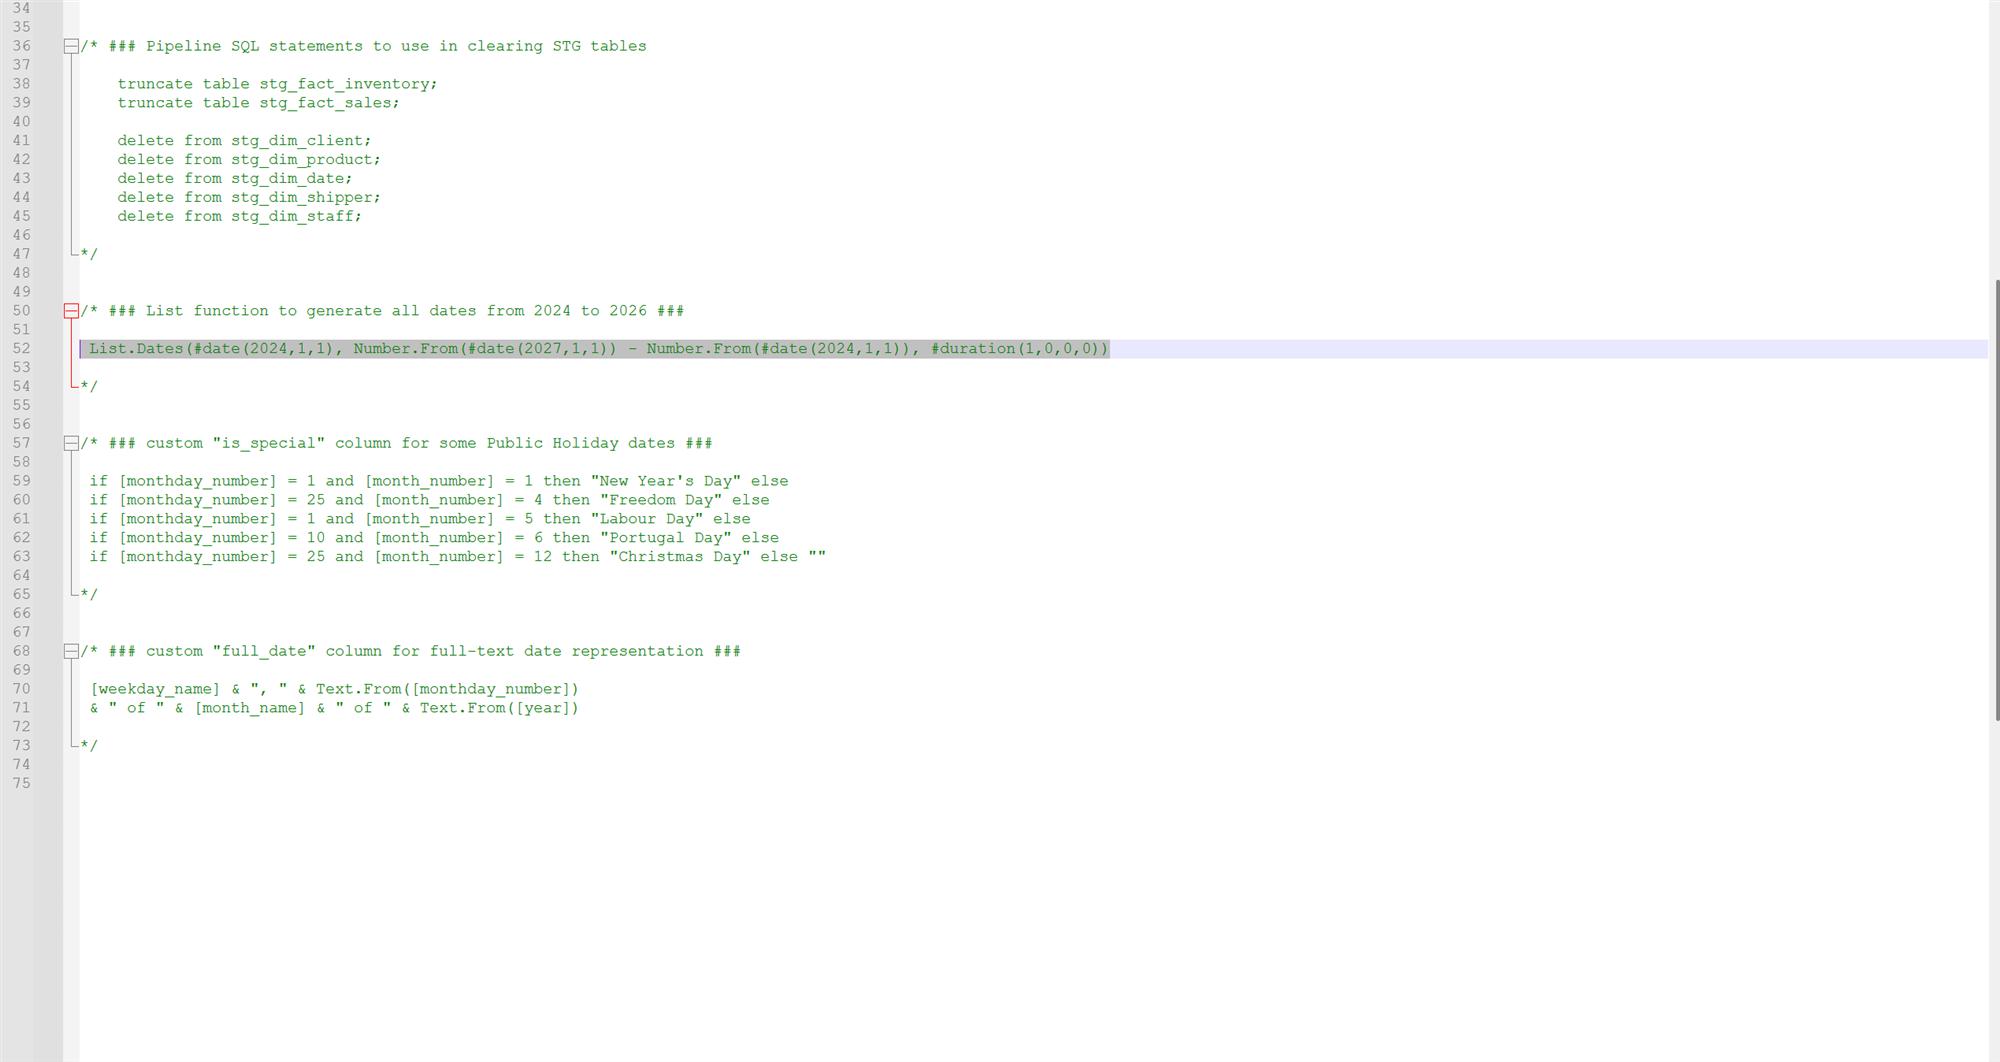 34
35
36 /* ### Pipeline SQL statements to use in clearing STG tables
37
38 truncate table stg_fact_inventory;
39 truncate table stg_fact_sales;
40
41 delete from stg_dim_client;
42 delete from stg_dim_product;
43 delete from stg_dim_date;
44 delete from stg_dim_shipper;
45 delete from stg_dim_staff;
46
47 */
48
49
50 /* ### List function to generate all dates from 2024 to 2026 ###
51
52 List.Dates(#date(2024,1,1), Number.From(#date(2027,1,1)) - Number.From(#date(2024,1,1)), #duration(1,0,0,0))
53
54 */
55
56
57 /* ### custom "is_special" column for some Public Holiday dates ###
58
59 if [monthday_number] = 1 and [month_number] = 1 then "New Year's Day" else
60 if [monthday_number] = 25 and [month_number] = 4 then "Freedom Day" else
61 if [monthday_number] = 1 and [month_number] = 5 then "Labour Day" else
62 if [monthday_number] = 10 and [month_number] = 6 then "Portugal Day" else
63 if [monthday_number] = 25 and [month_number] = 12 then "Christmas Day" else ""
64
65 */
66
67
68 /* ### custom "full_date" column for full-text date representation ###
69
70 [weekday_name] & ", " & Text.From([monthday_number])
71 & " of " & [month_name] & " of " & Text.From([year])
72
73 */
74
75